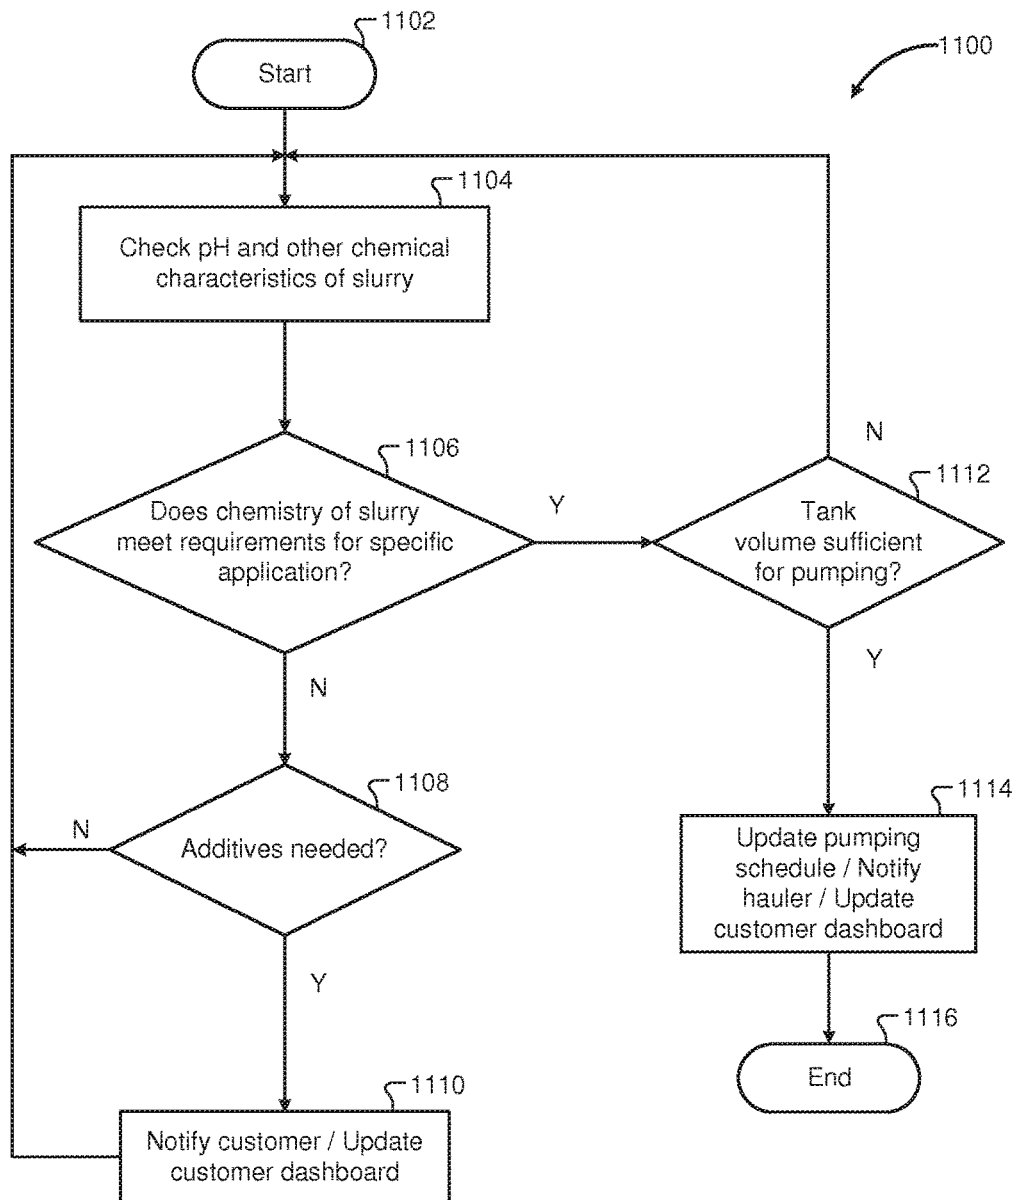 1102
Start
1100
1104
Check pH and other chemical
characteristics of slurry
1106
Does chemistry of slurry
meet requirements for specific
application?
Y
N
1112
Tank
volume sufficient
for pumping?
N
Y
1108
Additives needed?
N
Y
1114
Update pumping
schedule / Notify
hauler / Update
customer dashboard
1116
End
1110
Notify customer / Update
customer dashboard